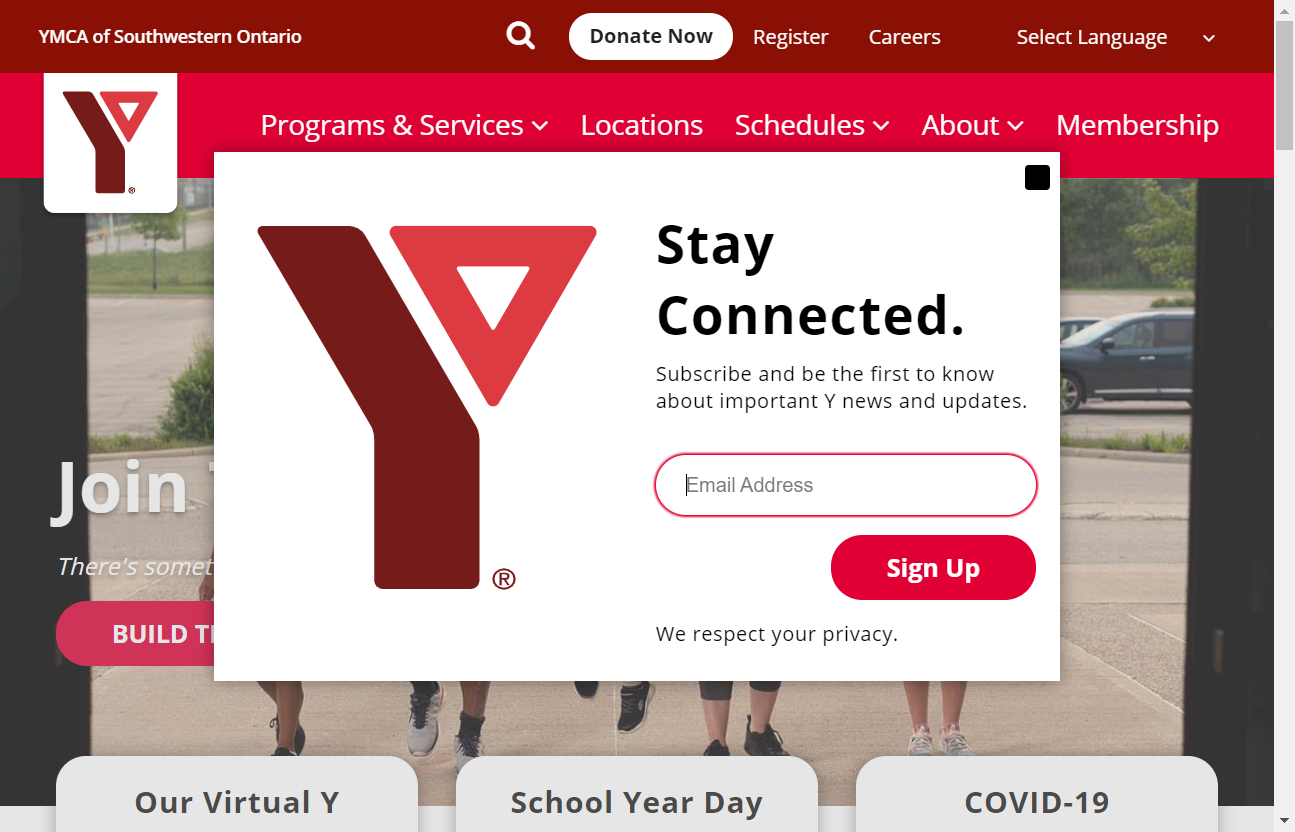 YMCA of Southwestern Ontario
Donate Now
Register
Careers
Select Language
Programs & Services
Locations
Schedules
About
Membership
Stay
Connected.
Subscribe and be the first to know
about important Y news and updates.
Email Address
Sign Up
®
We respect your privacy.
Join
There's
BUILD
Our Virtual Y
School Year Day
COVID-19